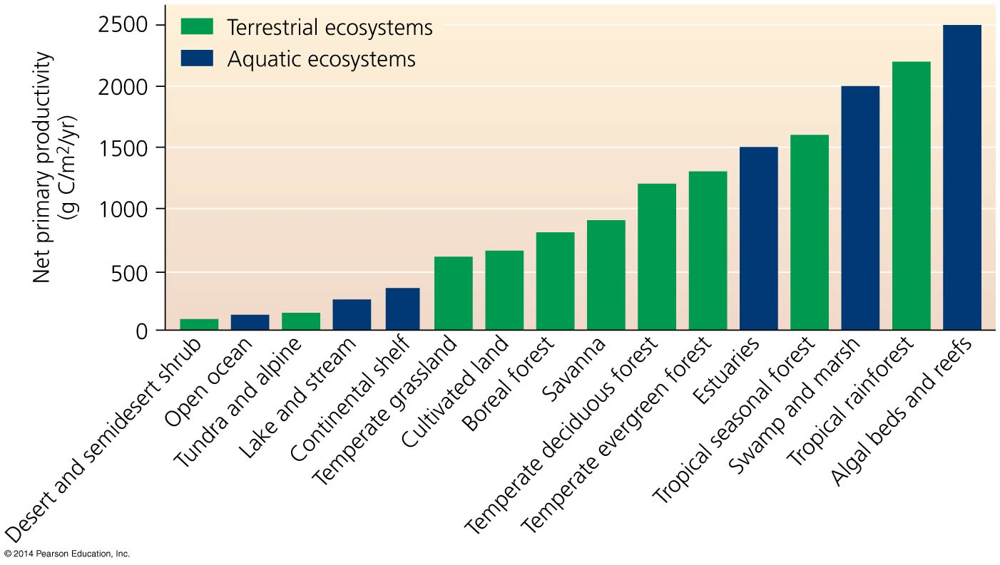 2500
2000
1500
1000
500
0
Net primary productivity
(g C/m²/yr)
Terrestrial ecosystems
Aquatic ecosystems
Desert and semidesert shrub
Open ocean
Tundra and alpine
Lake and stream
Continental shelf
Temperate grassland
Cultivated land
Boreal forest
Savanna
Temperate deciduous forest
Temperate evergreen forest
Estuaries
Tropical seasonal forest
Swamp and marsh
Tropical rainforest
Algal beds and reefs
© 2014 Pearson Education, Inc.